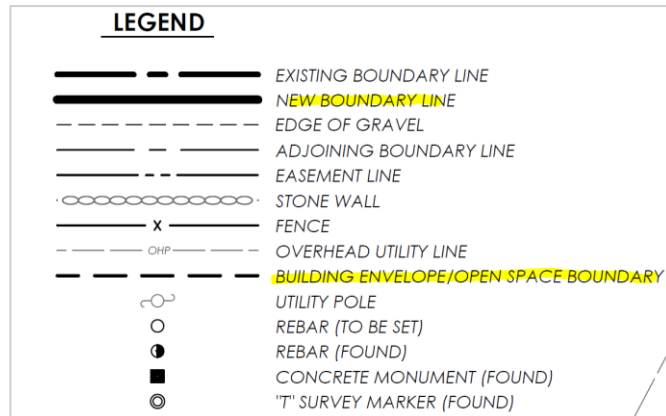 LEGEND
EXISTING BOUNDARY LINE
NEW BOUNDARY LINE
EDGE OF GRAVEL
ADJOINING BOUNDARY LINE
EASEMENT LINE
STONE WALL
X FENCE
OHP OVERHEAD UTILITY LINE
BUILDING ENVELOPE/OPEN SPACE BOUNDARY
UTILITY POLE
REBAR (TO BE SET)
REBAR (FOUND)
CONCRETE MONUMENT (FOUND)
"T" SURVEY MARKER (FOUND)